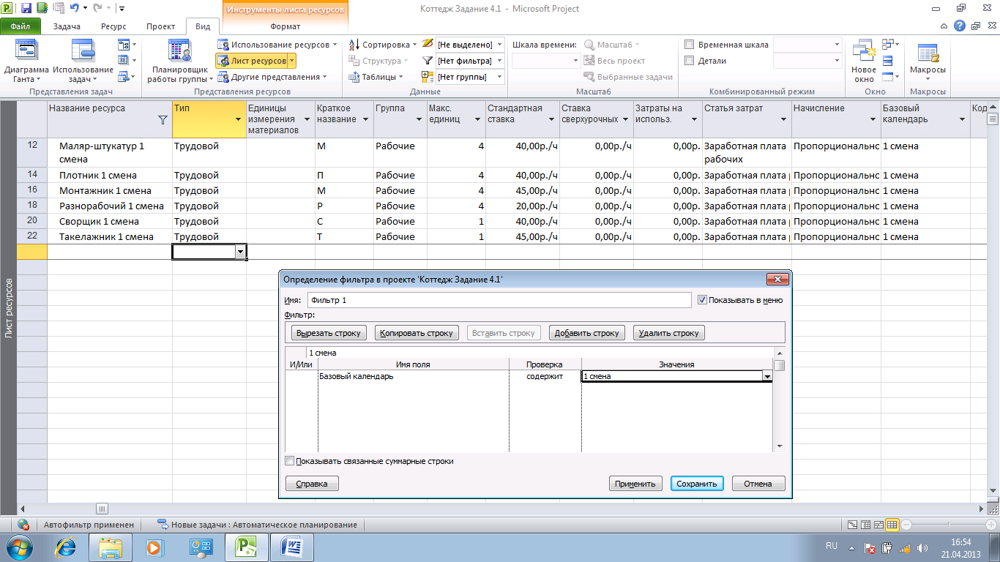 Инструменты листа ресурсов
Коттедж Задание 4.1 - Microsoft Project
Файл Задача Ресурс Проект Вид Формат
Диаграмма Ганта
Использование задач
Представления задач
Планировщик работы группы
Использование ресурсов
Лист ресурсов
Другие представления
Представления ресурсов
Сортировка
Структура
Таблицы
[Не выделено]
[Нет фильтра]
[Нет группы]
Данные
Шкала времени:
Масштаб
Весь проект
Выбранные задачи
Масштаб
Временная шкала
Детали
Комбинированный режим
Новое окно
Окно
Макросы
Макросы
Название ресурса Тип Единицы измерения материалов Краткое название Группа Макс. единиц Стандартная ставка Ставка сверхурочных Затраты на использ. Статья затрат Начисление Базовый календарь Код
12 Маляр-штукатур 1 смена Трудовой М Рабочие 4 40,00р./ч 0,00р./ч 0,00р. Заработная плата рабочих Пропорционально 1 смена
14 Плотник 1 смена Трудовой П Рабочие 4 40,00р./ч 0,00р./ч 0,00р. Заработная плата р Пропорционально 1 смена
16 Монтажник 1 смена Трудовой М Рабочие 4 45,00р./ч 0,00р./ч 0,00р. Заработная плата р Пропорционально 1 смена
18 Разнорабочий 1 смена Трудовой Р Рабочие 4 20,00р./ч 0,00р./ч 0,00р. Заработная плата р Пропорционально 1 смена
20 Сворщик 1 смена Трудовой С Рабочие 1 40,00р./ч 0,00р./ч 0,00р. Заработная плата р Пропорционально 1 смена
22 Такелажник 1 смена Трудовой Т Рабочие 1 45,00р./ч 0,00р./ч 0,00р. Заработная плата р Пропорционально 1 смена
Лист ресурсов
Определение фильтра в проекте 'Коттедж Задание 4.1'
Имя: Фильтр 1 Показывать в меню
Фильтр:
Вырезать строку Копировать строку Вставить строку Добавить строку Удалить строку
1 смена
И/Или Имя поля Проверка Значения
Базовый календарь содержит 1 смена
Показывать связанные суммарные строки
Справка Применить Сохранить Отмена
Автофильтр применен Новые задачи : Автоматическое планирование
RU 16:54
21.04.2013